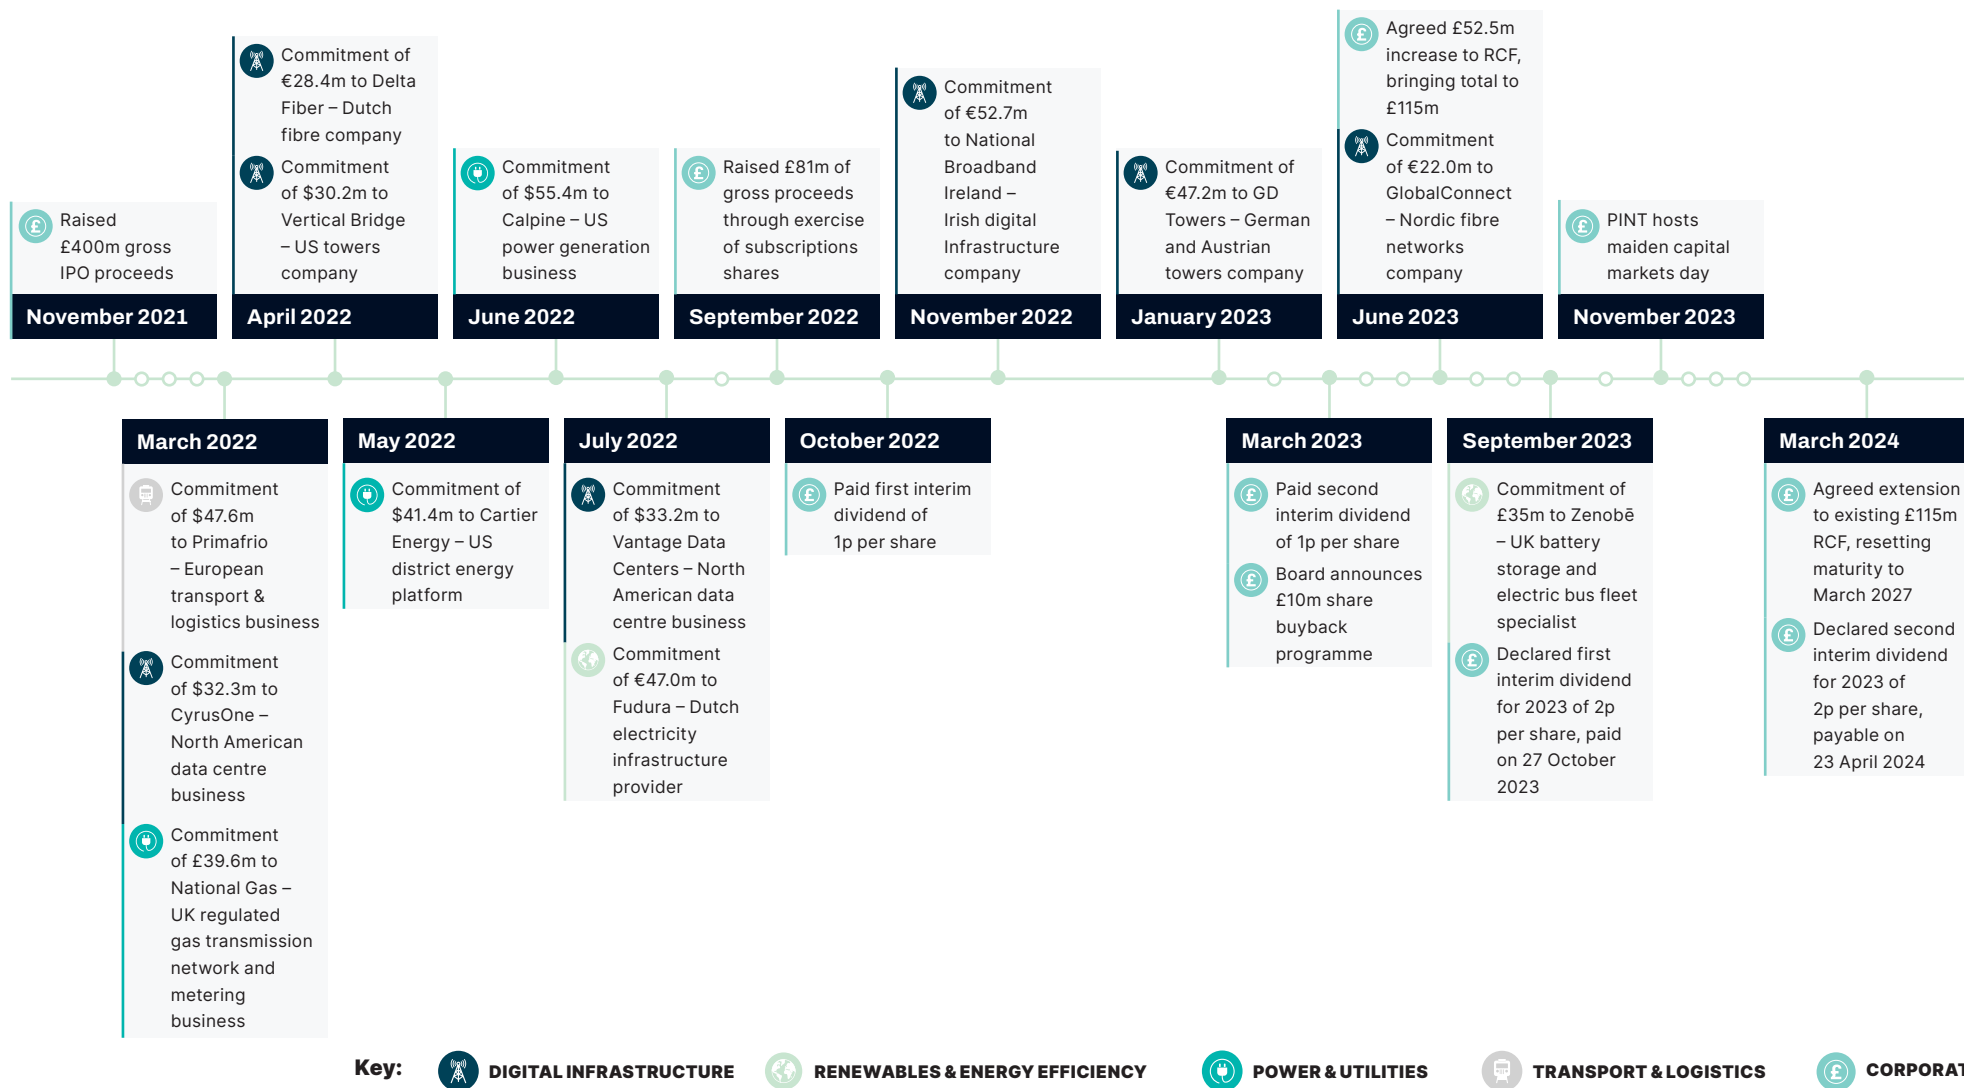 Raised
£400m gross
IPO proceeds
November 2021
Commitment of
€28.4m to Delta
Fiber – Dutch
fibre company
Commitment
of $30.2m to
Vertical Bridge
– US towers
company
April 2022
Commitment
of $55.4m to
Calpine – US
power generation
business
June 2022
Raised £81m of
gross proceeds
through exercise
of subscriptions
shares
September 2022
Commitment
of €52.7m
to National
Broadband
Ireland –
Irish digital
Infrastructure
company
November 2022
Commitment of
€47.2m to GD
Towers – German
and Austrian
towers company
January 2023
Agreed £52.5m
increase to RCF,
bringing total to
£115m
Commitment
of €22.0m to
GlobalConnect
– Nordic fibre
networks
company
June 2023
PINT hosts
maiden capital
markets day
November 2023
March 2022
Commitment
of $47.6m
to Primafrio
– European
transport &
logistics business
Commitment
of $32.3m to
CyrusOne –
North American
data centre
business
Commitment
of £39.6m to
National Gas –
UK regulated
gas transmission
network and
metering
business
May 2022
Commitment of
$41.4m to Cartier
Energy – US
district energy
platform
July 2022
Commitment
of $33.2m to
Vantage Data
Centers – North
American data
centre business
Commitment
of €47.0m to
Fudura – Dutch
electricity
infrastructure
provider
October 2022
Paid first interim
dividend of
1p per share
March 2023
Paid second
interim dividend
of 1p per share
Board announces
£10m share
buyback
programme
September 2023
Commitment of
£35m to Zenobē
– UK battery
storage and
electric bus fleet
specialist
Declared first
interim dividend
for 2023 of 2p
per share, paid
on 27 October
2023
March 2024
Agreed extension
to existing £115m
RCF, resetting
maturity to
March 2027
Declared second
interim dividend
for 2023 of
2p per share,
payable on
23 April 2024
Key:
DIGITAL INFRASTRUCTURE
RENEWABLES & ENERGY EFFICIENCY
POWER & UTILITIES
TRANSPORT & LOGISTICS
CORPORAT